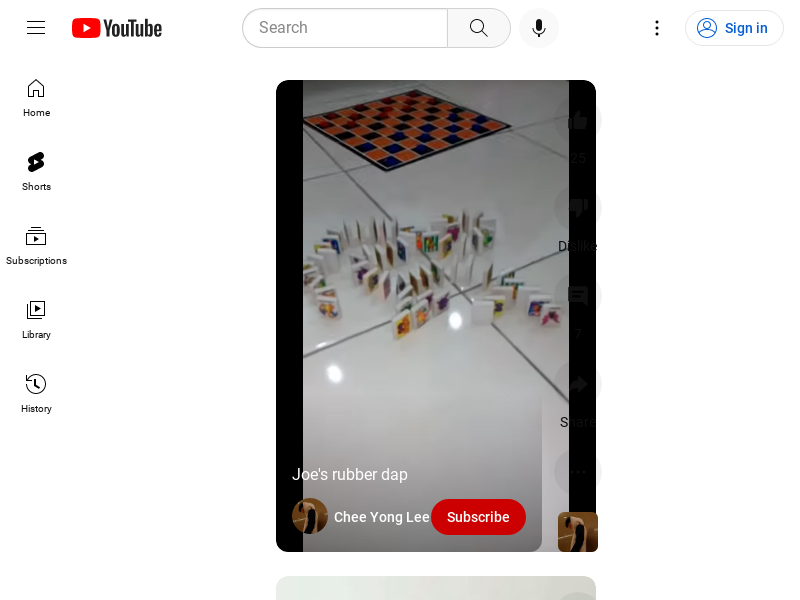 YouTube
Search
Sign in
Home
Shorts
Subscriptions
Library
History
25
Dislike
7
Share
Joe's rubber dap
Chee Yong Lee
Subscribe